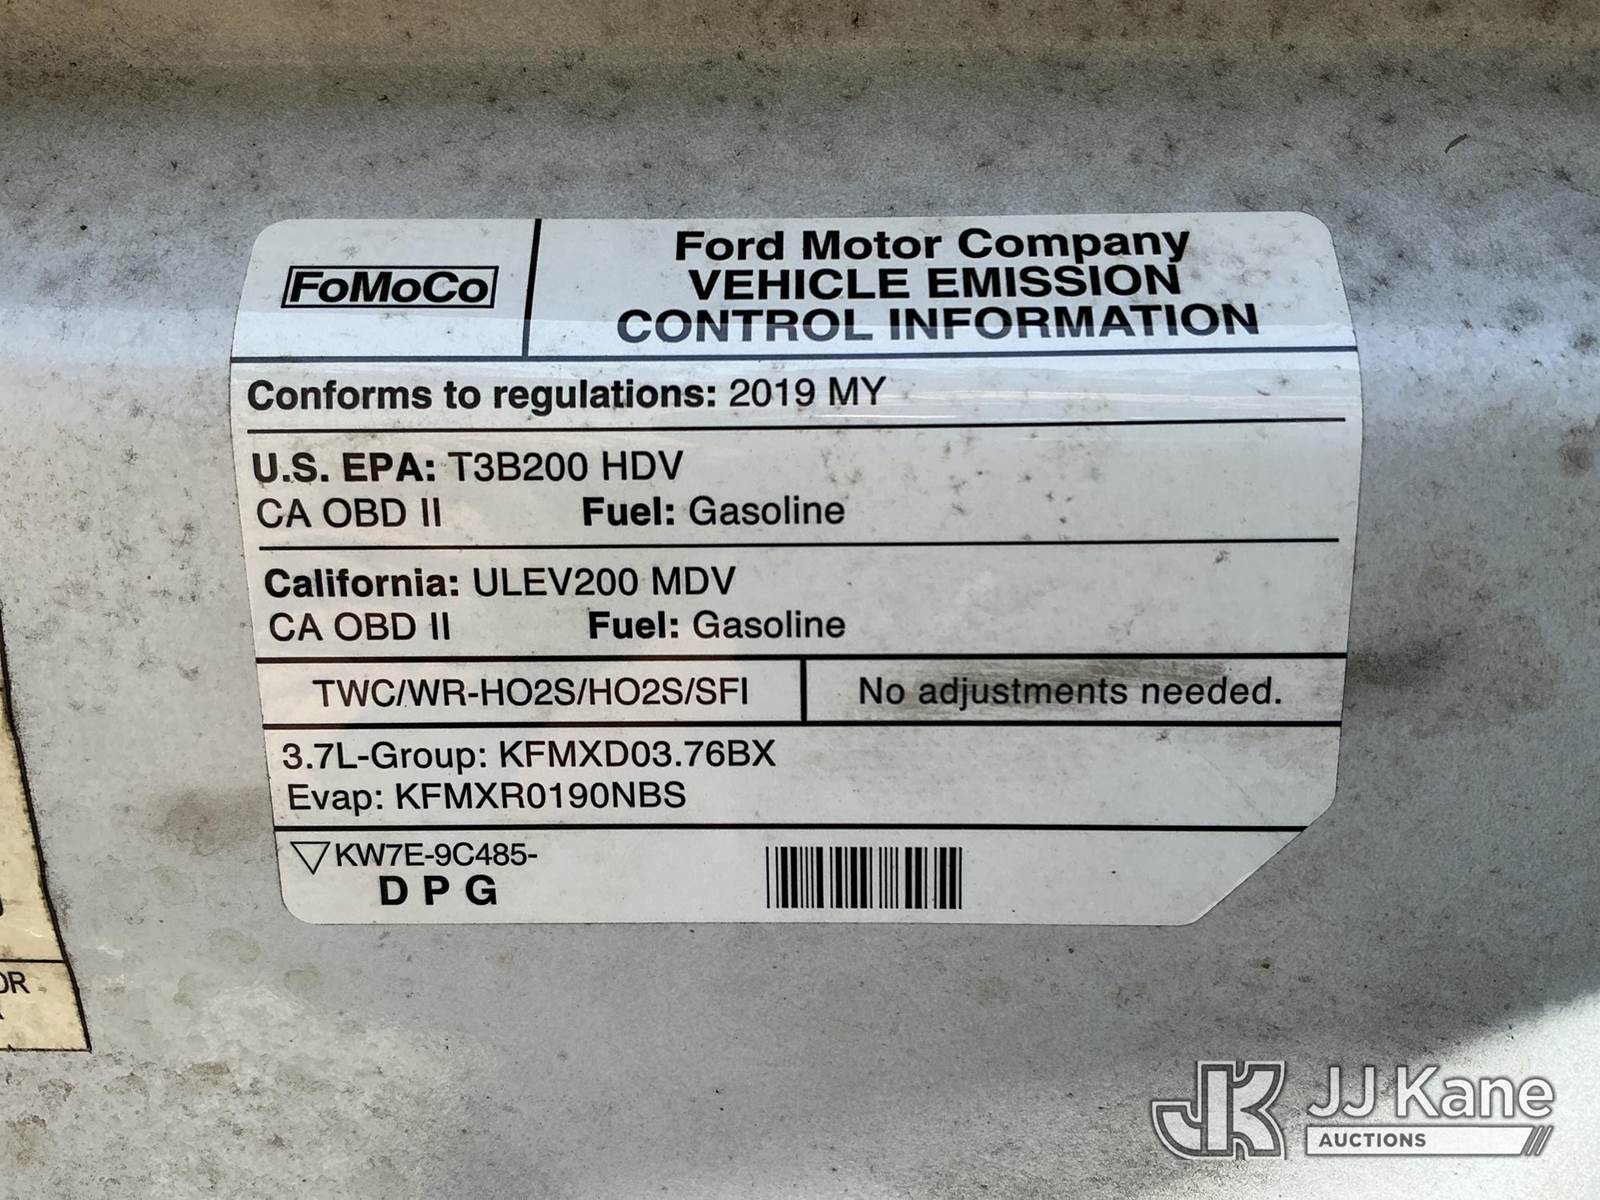 FoMoCo
Ford Motor Company
VEHICLE EMISSION
CONTROL INFORMATION
Conforms to regulations: 2019 MY
U.S. EPA: T3B200 HDV
CA OBD II Fuel: Gasoline
California: ULEV200 MDV
CA OBD II Fuel: Gasoline
TWC/WR-HO2S/HO2S/SFI
No adjustments needed.
3.7L-Group: KFMXD03.76BX
Evap: KFMXR0190NBS
KW7E-9C485-
D P G
JK JJ Kane
AUCTIONS